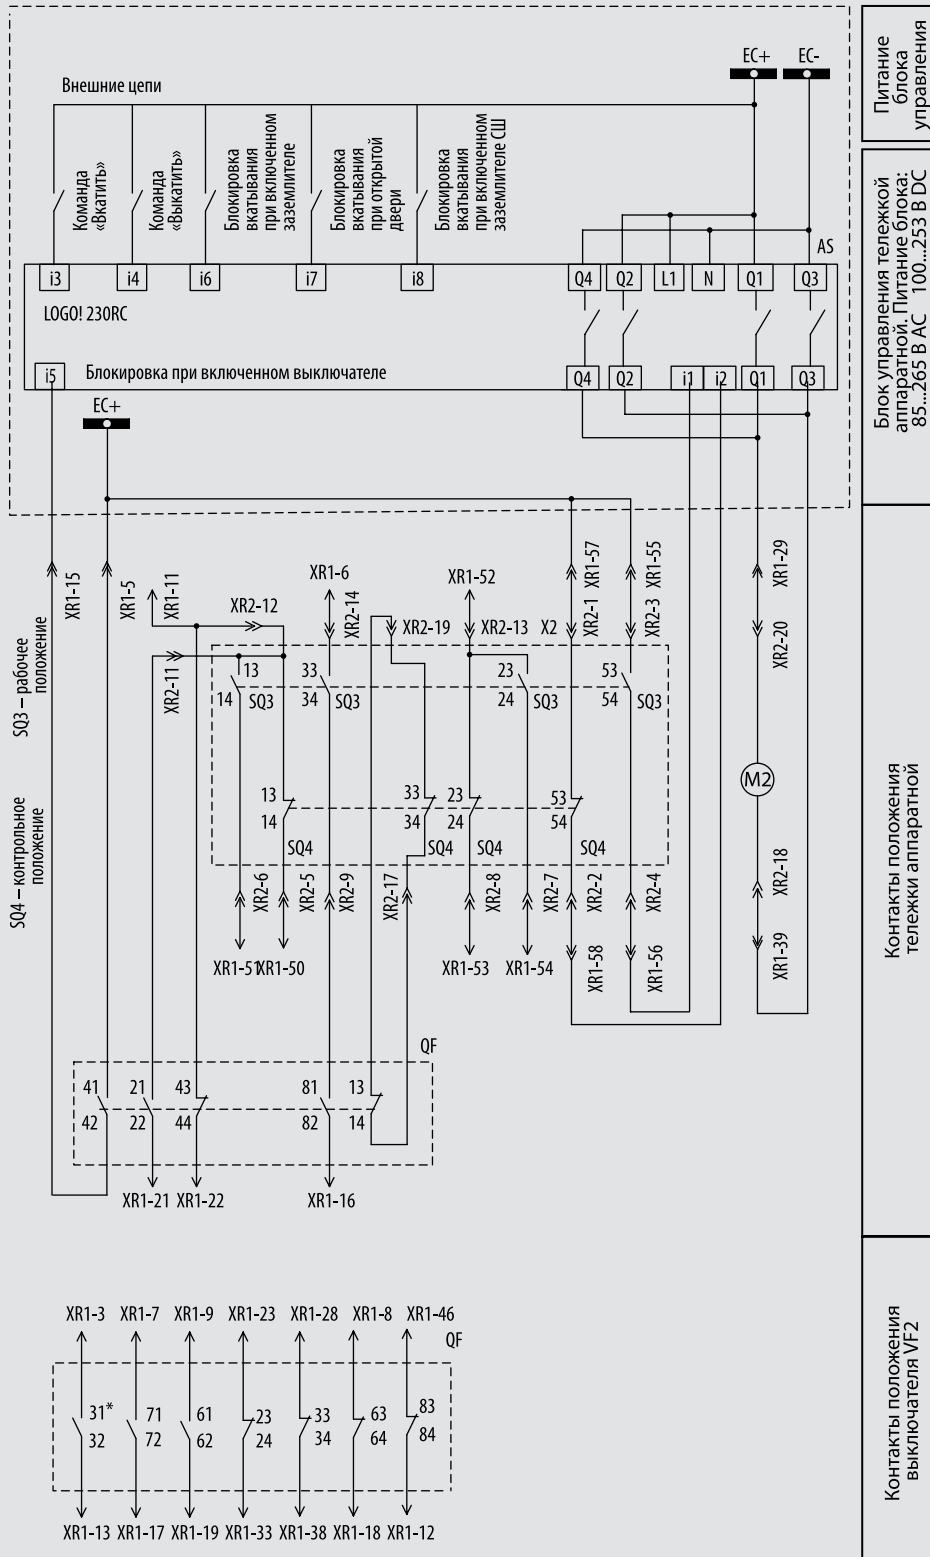 EC+ EC-
Внешние цепи
Команда
«Вкатить»
Команда
«Выкатить»
Блокировка
вкатывания
при включенном
заземлителе
Блокировка
вкатывания
при открытой
двери
Блокировка
вкатывания
при включенном
заземлителе СШ
AS
i3 i4 i6 i7 i8 Q4 Q2 L1 N Q1 Q3
LOGO! 230RC
i5 Блокировка при включенном выключателе Q4 Q2 i1 i2 Q1 Q3
EC+
Питание
блока
управления
Блок управления тележкой
аппаратной. Питание блока:
85...265 В AC 100...253 В DC
SQ3 – рабочее
положение
SQ4 – контрольное
положение
XR1-15 XR1-5 XR1-11 XR2-12 XR1-6 XR2-14 XR2-19 XR1-52 XR2-13 X2 XR2-1 XR1-57 XR2-3 XR1-55 XR1-29
XR2-11 XR2-20
13 33 23 53
14 SQ3 34 SQ3 24 SQ3 54 SQ3
M2
13 33 23 53
14 34 24 54
SQ4 SQ4 SQ4 SQ4
XR2-6 XR2-5 XR2-9 XR2-17 XR2-8 XR2-7 XR2-2 XR2-4 XR2-18
XR1-51 XR1-50 XR1-53 XR1-54 XR1-58 XR1-56 XR1-39
Контакты положения
тележки аппаратной
QF
41 21 43 81 13
42 22 44 82 14
XR1-21 XR1-22 XR1-16
XR1-3 XR1-7 XR1-9 XR1-23 XR1-28 XR1-8 XR1-46
QF
31* 71 61 23 33 63 83
32 72 62 24 34 64 84
XR1-13 XR1-17 XR1-19 XR1-33 XR1-38 XR1-18 XR1-12
Контакты положения
выключателя VF2